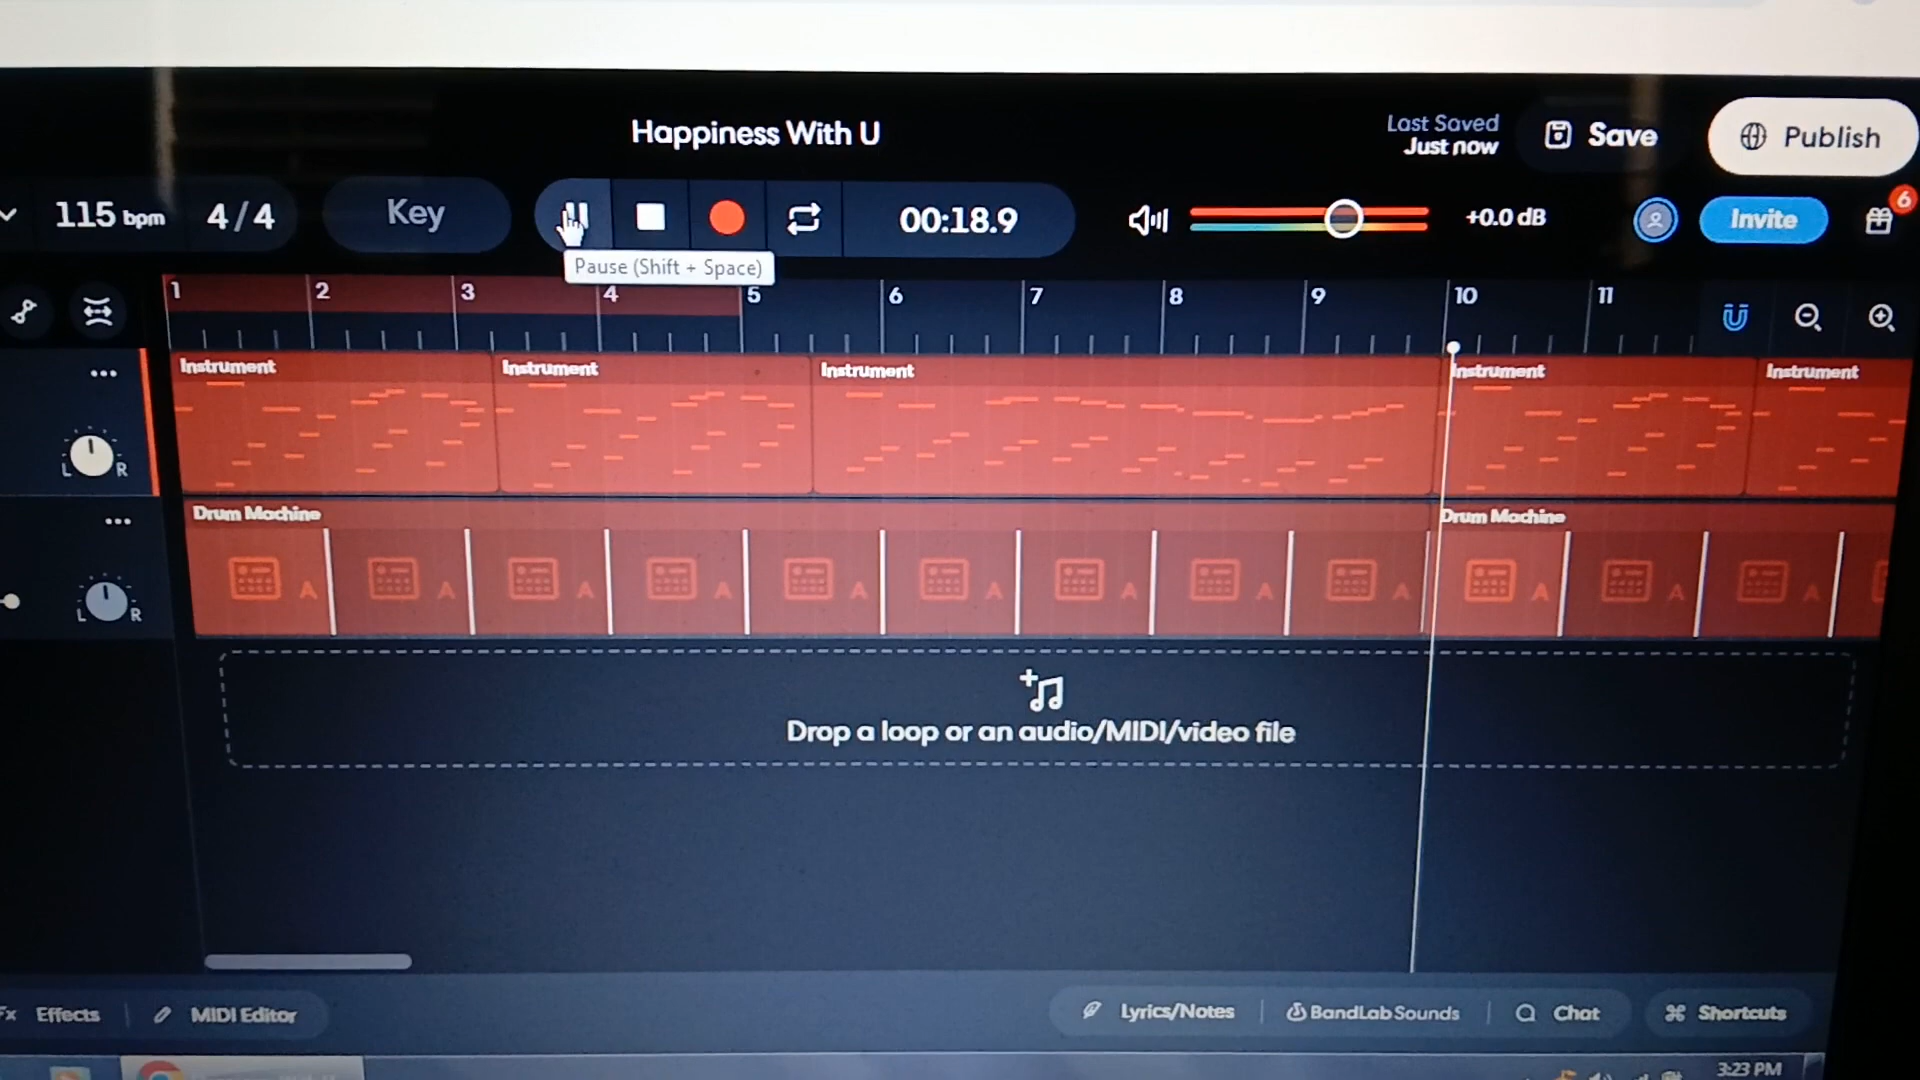 Happiness With U
Last Saved
Just now
Save
Publish
115 bpm
4/4
Key
00:18.9
+0.0 dB
Invite
6
Pause (Shift + Space)
1 2 3 4 5 6 7 8 9 10 11
Instrument Instrument Instrument Instrument Instrument
L R
Drum Machine Drum Machine
A A A A A A A A A A A A
L R
Drop a loop or an audio/MIDI/video file
Fx Effects
MIDI Editor
Lyrics/Notes
BandLab Sounds
Chat
Shortcuts
3:23 PM